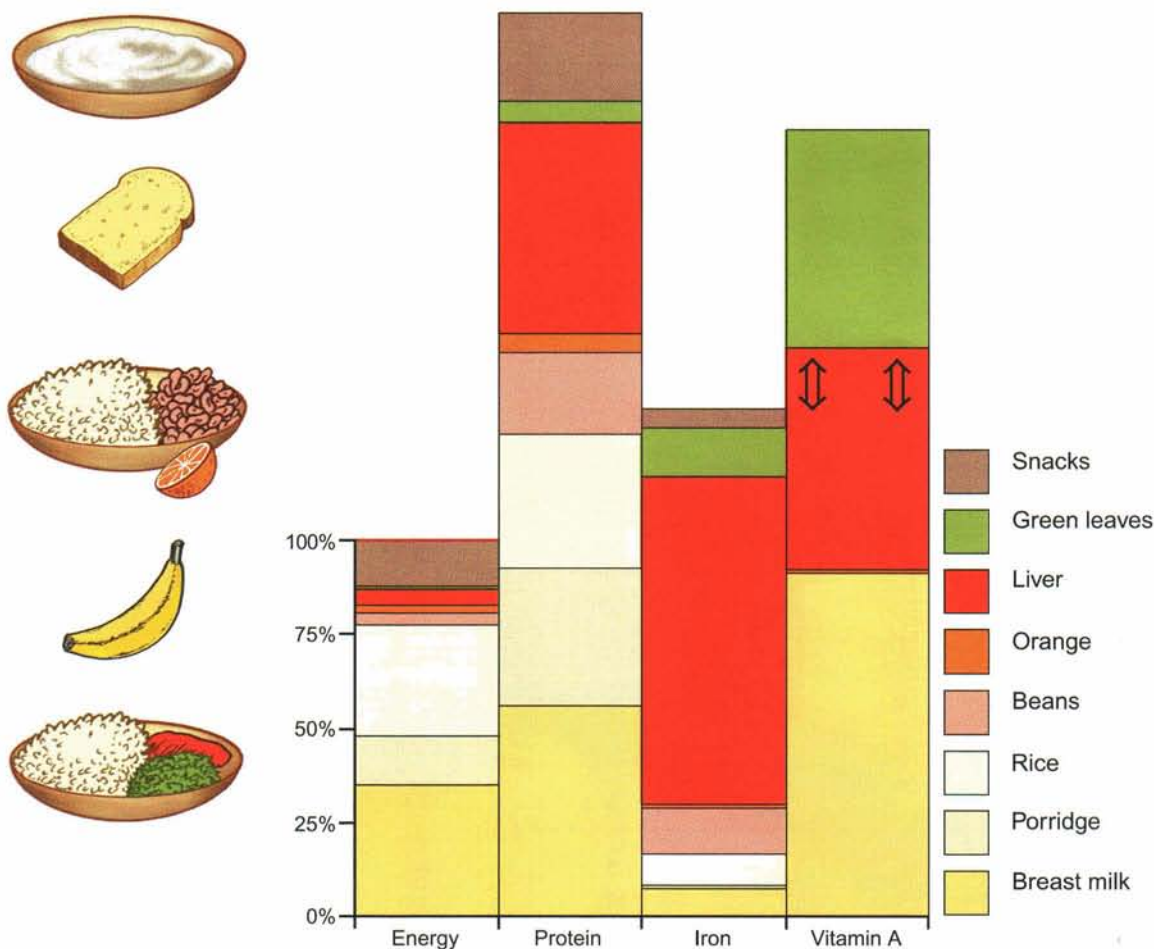 100%
75%
50%
25%
0%
Energy
Protein
Iron
Vitamin A
Snacks
Green leaves
Liver
Orange
Beans
Rice
Porridge
Breast milk